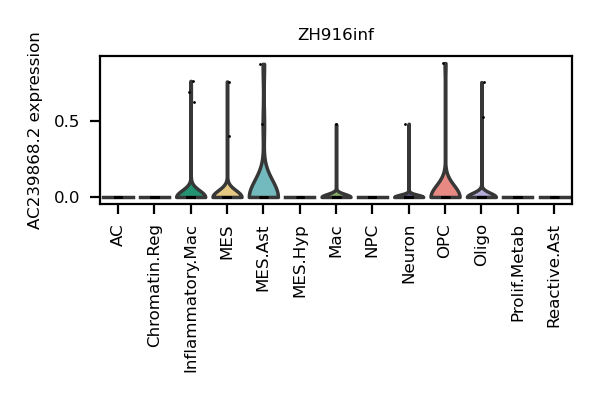 ZH916inf
AC239868.2 expression
0.5
0.0
AC
Chromatin.Reg
Inflammatory.Mac
MES
MES.Ast
MES.Hyp
Mac
NPC
Neuron
OPC
Oligo
Prolif.Metab
Reactive.Ast